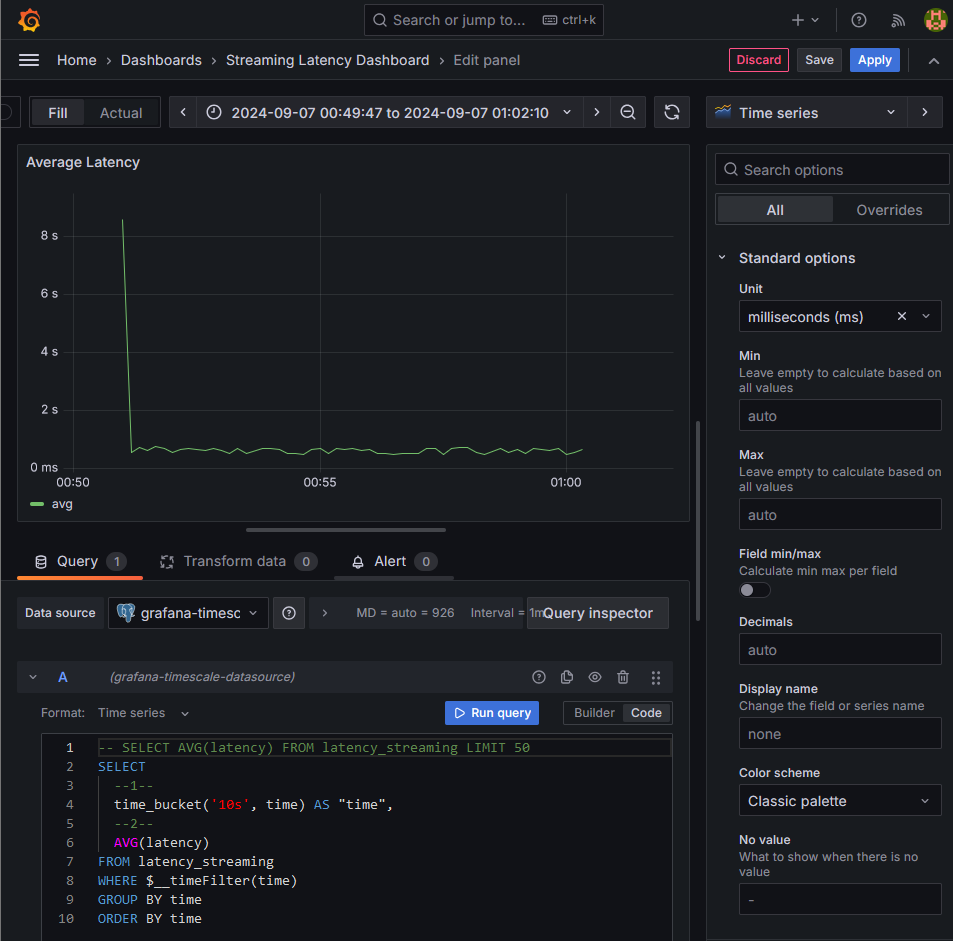 Search or jump to... ctrl+k
Home › Dashboards › Streaming Latency Dashboard › Edit panel
Discard Save Apply
Fill Actual
2024-09-07 00:49:47 to 2024-09-07 01:02:10
Time series
Average Latency
8 s
6 s
4 s
2 s
0 ms
00:50 00:55 01:00
avg
Query 1 Transform data 0 Alert 0
Data source grafana-timesc MD = auto = 926 Interval = 1m Query inspector
A (grafana-timescale-datasource)
Format: Time series Run query Builder Code
1 -- SELECT AVG(latency) FROM latency_streaming LIMIT 50
2 SELECT
3 --1--
4 time_bucket('10s', time) AS "time",
5 --2--
6 AVG(latency)
7 FROM latency_streaming
8 WHERE $__timeFilter(time)
9 GROUP BY time
10 ORDER BY time
Search options
All Overrides
Standard options
Unit
milliseconds (ms)
Min
Leave empty to calculate based on
all values
auto
Max
Leave empty to calculate based on
all values
auto
Field min/max
Calculate min max per field
Decimals
auto
Display name
Change the field or series name
none
Color scheme
Classic palette
No value
What to show when there is no
value
-